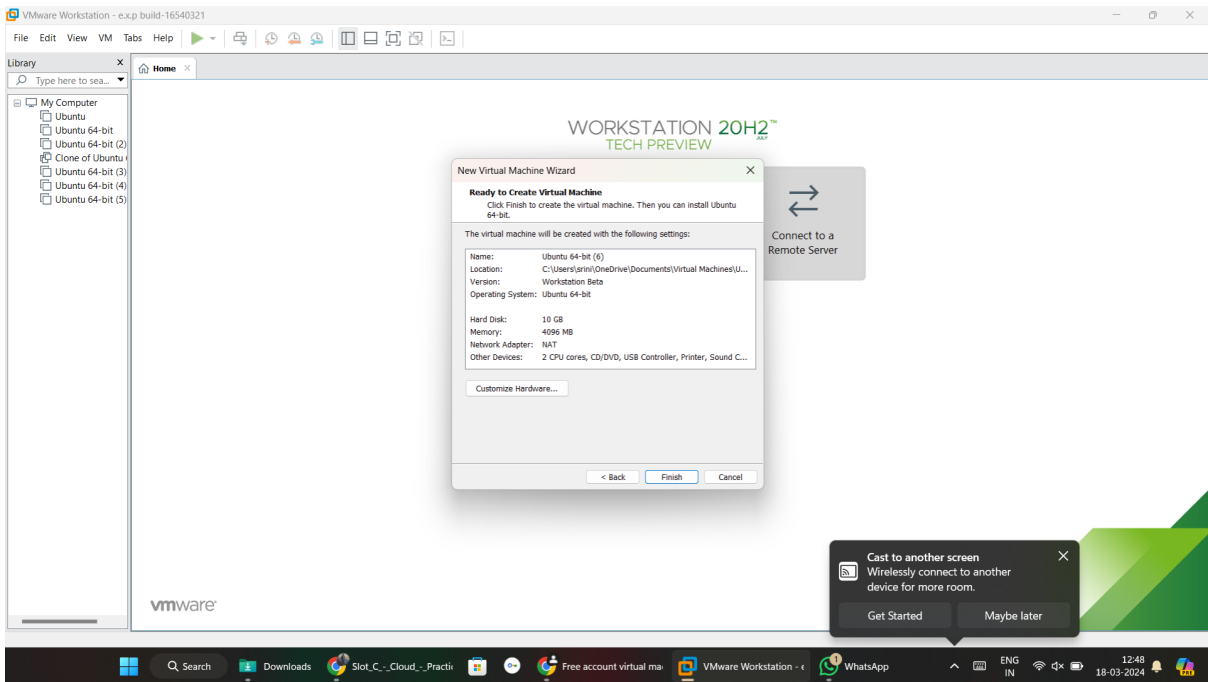 VMware Workstation - e.x.p build-16540321
File Edit View VM Tabs Help
Library X
Type here to sea...
My Computer
Ubuntu
Ubuntu 64-bit
Ubuntu 64-bit (2)
Clone of Ubuntu
Ubuntu 64-bit (3)
Ubuntu 64-bit (4)
Ubuntu 64-bit (5)
Home
WORKSTATION 20H2™
JULY
TECH PREVIEW
New Virtual Machine Wizard
Ready to Create Virtual Machine
Click Finish to create the virtual machine. Then you can install Ubuntu
64-bit.
The virtual machine will be created with the following settings:
Name: Ubuntu 64-bit (6)
Location: C:\Users\srini\OneDrive\Documents\Virtual Machines\U...
Version: Workstation Beta
Operating System: Ubuntu 64-bit
Hard Disk: 10 GB
Memory: 4096 MB
Network Adapter: NAT
Other Devices: 2 CPU cores, CD/DVD, USB Controller, Printer, Sound C...
Customize Hardware...
< Back Finish Cancel
Connect to a
Remote Server
vmware
Cast to another screen
Wirelessly connect to another
device for more room.
Get Started Maybe later
Search Downloads Slot_C_-_Cloud_-_Practi Free account virtual ma VMware Workstation - e 1 WhatsApp ENG
IN
12:48
18-03-2024
PRE